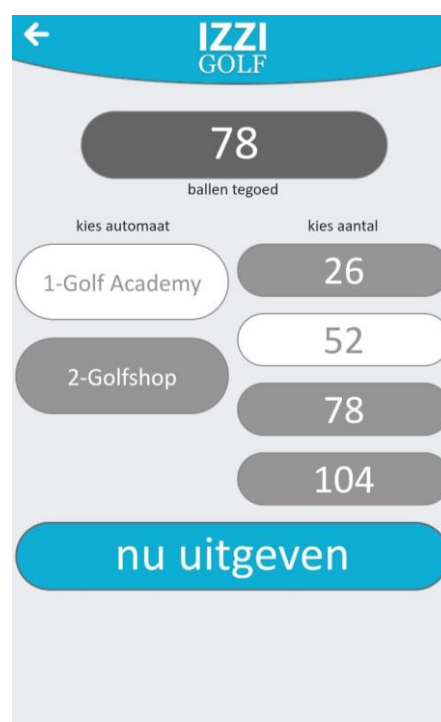 IZZI
GOLF
78
ballen tegoed
kies automaat
1-Golf Academy
2-Golfshop
kies aantal
26
52
78
104
nu uitgeven